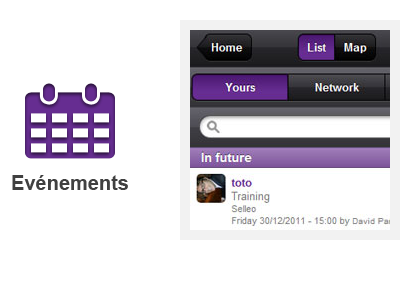 Home
List Map
Yours Network
In future
toto
Training
Selleo
Friday 30/12/2011 - 15:00 by David
Evénements